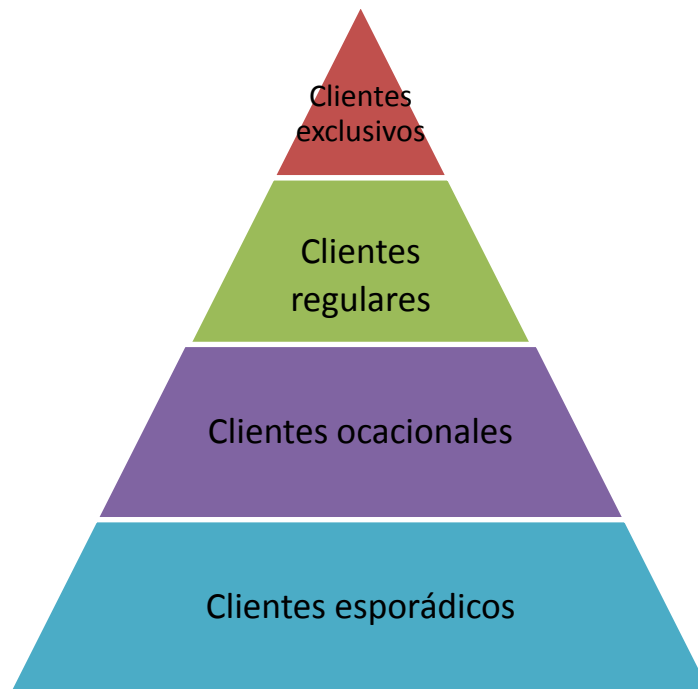 Clientes
exclusivos
Clientes
regulares
Clientes ocacionales
Clientes esporádicos